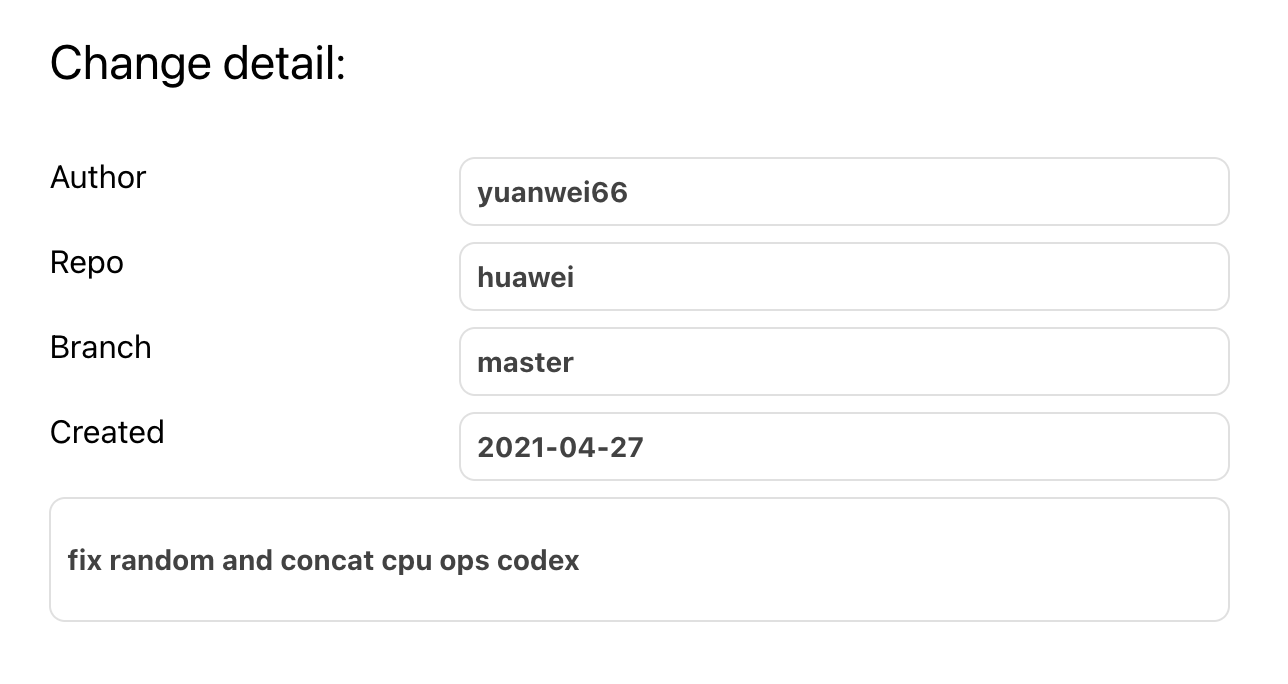 Change detail:
Author
yuanwei66
Repo
huawei
Branch
master
Created
2021-04-27
fix random and concat cpu ops codex